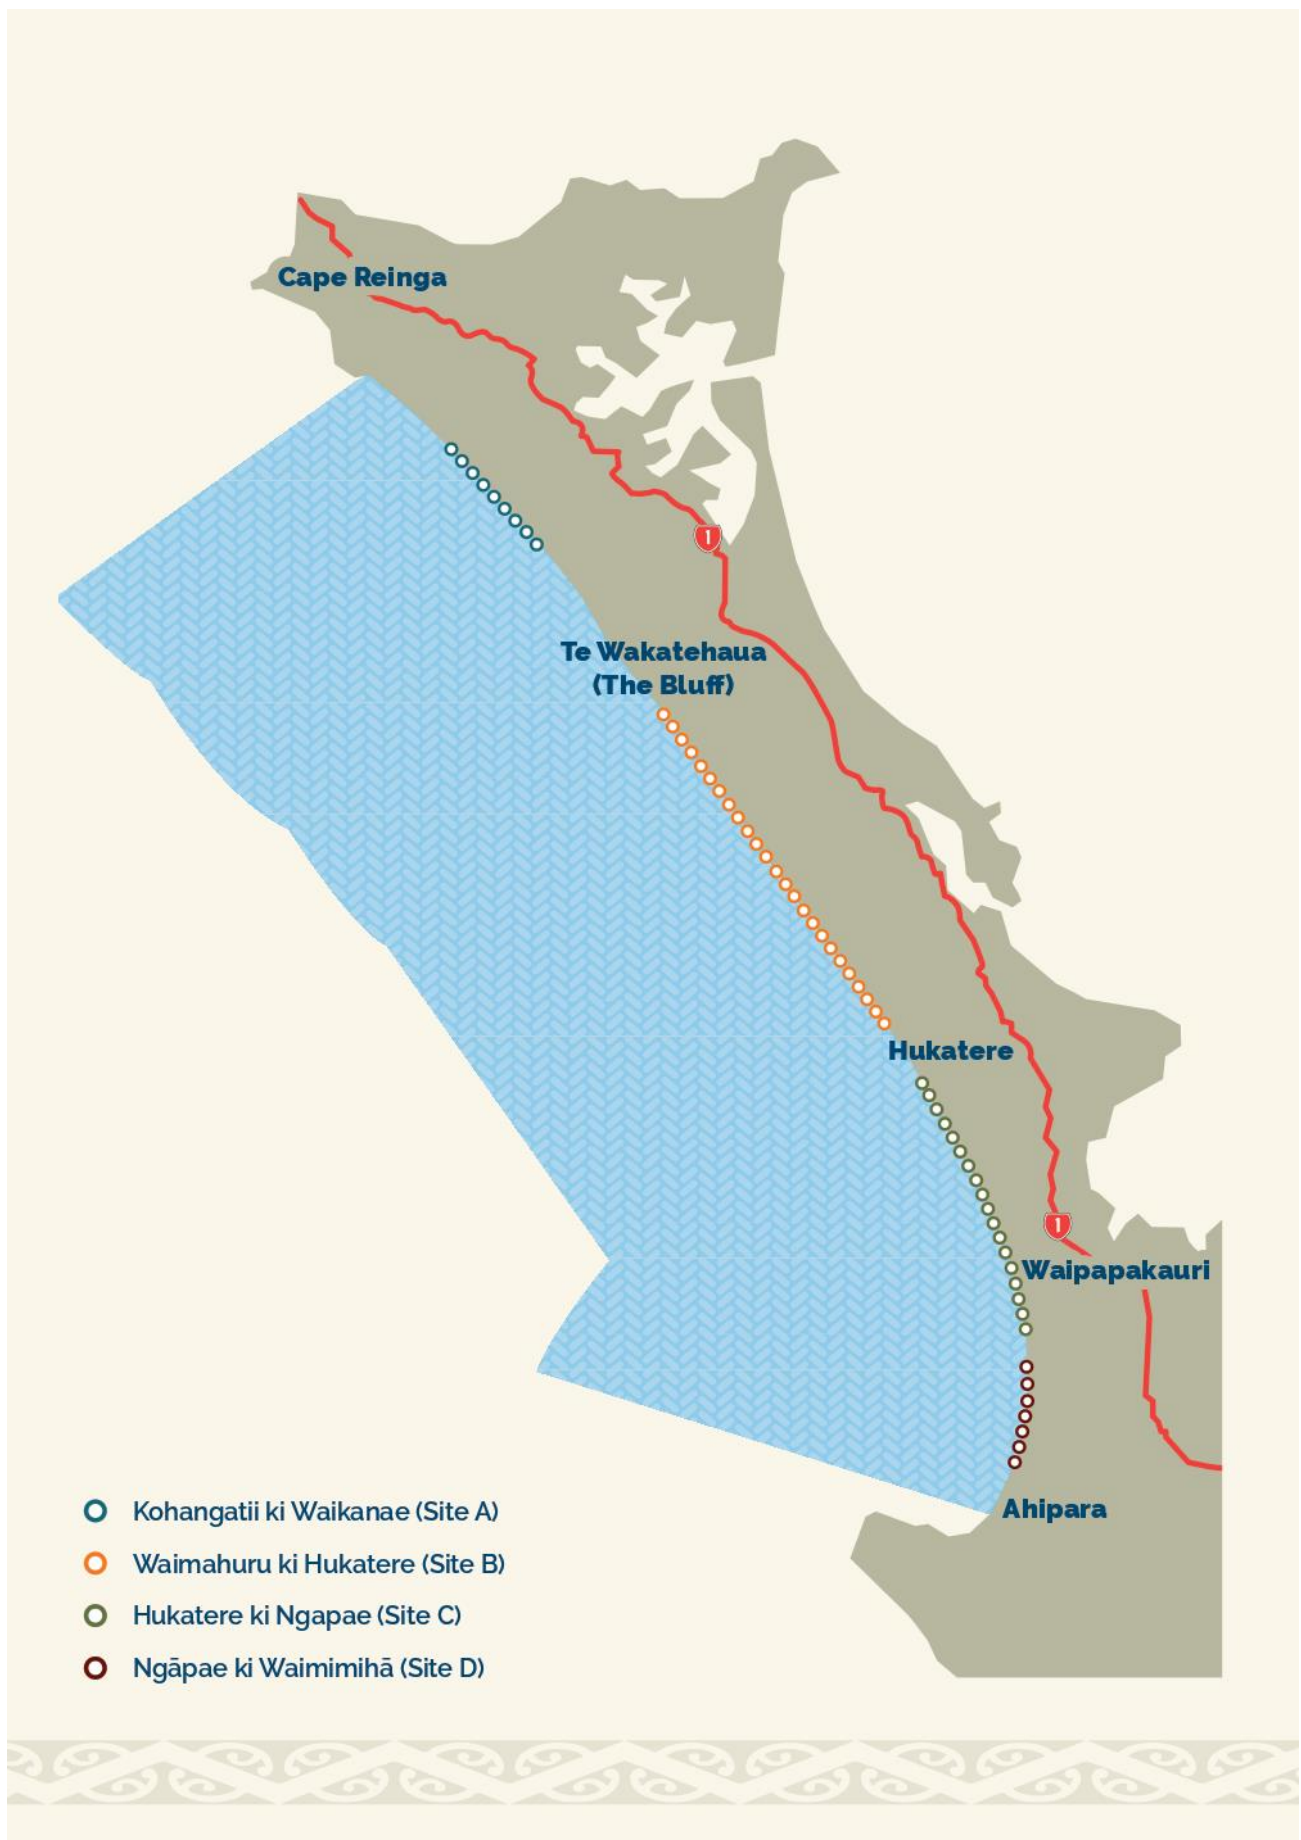 Cape Reinga
1
Te Wakatehaua
(The Bluff)
Hukatere
1
Waipapakauri
Ahipara
Kohangatii ki Waikanae (Site A)
Waimahuru ki Hukatere (Site B)
Hukatere ki Ngapae (Site C)
Ngāpae ki Waimimihā (Site D)